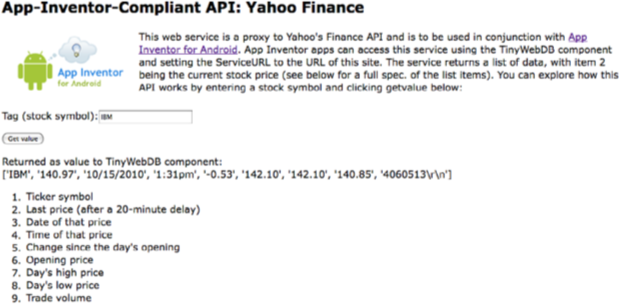 App-Inventor-Compliant API: Yahoo Finance
This web service is a proxy to Yahoo's Finance API and is to be used in conjunction with App
Inventor for Android. App Inventor apps can access this service using the TinyWebDB component
and setting the ServiceURL to the URL of this site. The service returns a list of data, with item 2
being the current stock price (see below for a full spec. of the list items). You can explore how this
API works by entering a stock symbol and clicking getvalue below:
App Inventor
for Android
Tag (stock symbol): IBM
Get value
Returned as value to TinyWebDB component:
['IBM', '140.97', '10/15/2010', '1:31pm', '-0.53', '142.10', '142.10', '140.85', '4060513\r\n']
1. Ticker symbol
2. Last price (after a 20-minute delay)
3. Date of that price
4. Time of that price
5. Change since the day's opening
6. Opening price
7. Day's high price
8. Day's low price
9. Trade volume